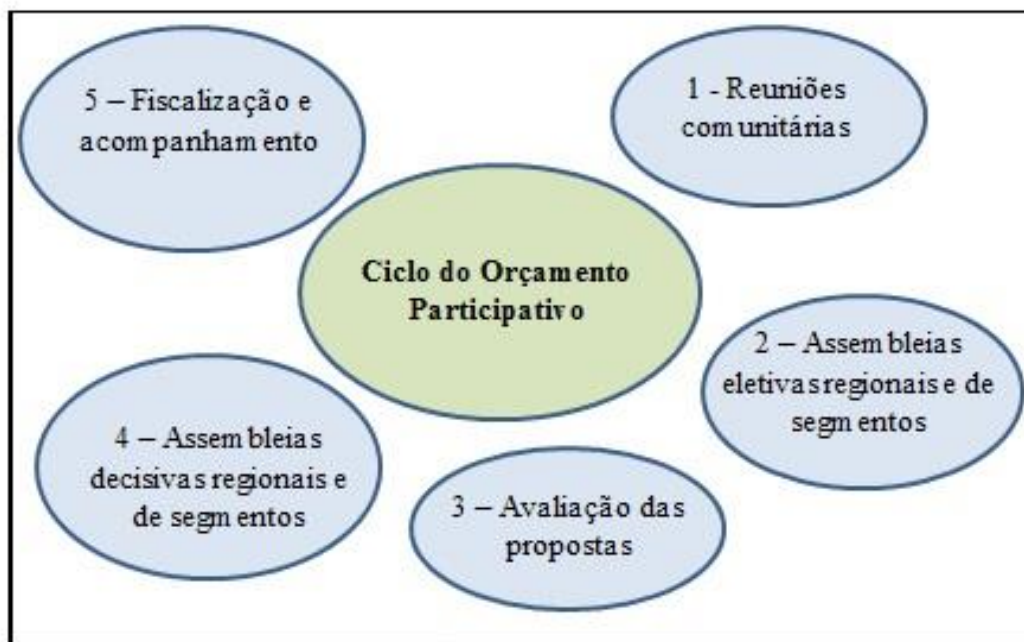 5 – Fiscalização e
acompanhamento
1 - Reuniões
comunitárias
Ciclo do Orçamento
Participativo
2 – Assembleias
eletivas regionais e de
segmentos
4 – Assembleias
decisivas regionais e
de segmentos
3 – Avaliação das
propostas